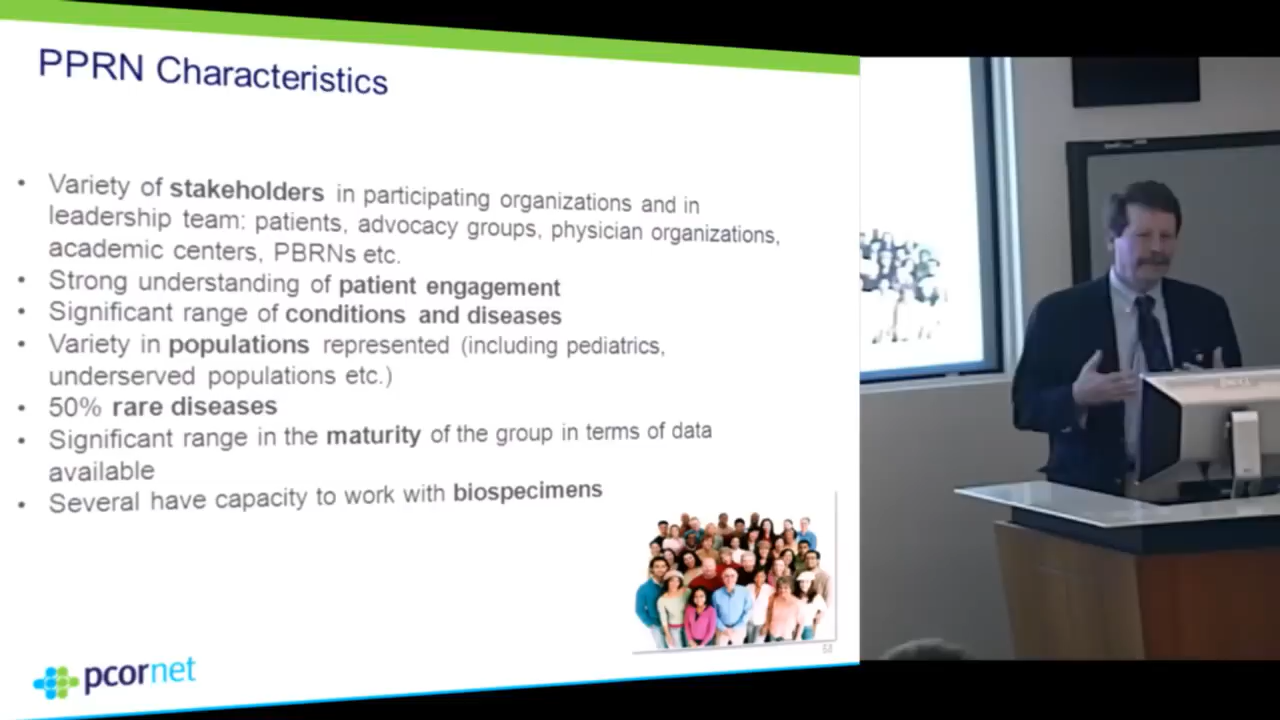 PPRN Characteristics
• Variety of stakeholders in participating organizations and in
leadership team: patients, advocacy groups, physician organizations,
academic centers, PBRNs etc.
• Strong understanding of patient engagement
• Significant range of conditions and diseases
• Variety in populations represented (including pediatrics,
underserved populations etc.)
• 50% rare diseases
• Significant range in the maturity of the group in terms of data
available
• Several have capacity to work with biospecimens
pcornet
DELL